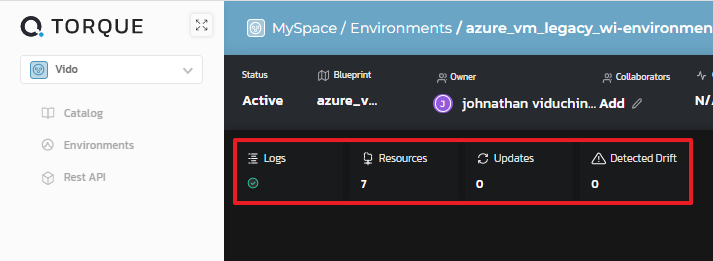 TORQUE
MySpace / Environments / azure_vm_legacy_wi-environmen
Vido
Catalog
Environments
Rest API
Status
Blueprint
Owner
Collaborators
Active
azure_v...
J
johnathan viduchin...
Add
N/
Logs
Resources
Updates
Detected Drift
7
0
0